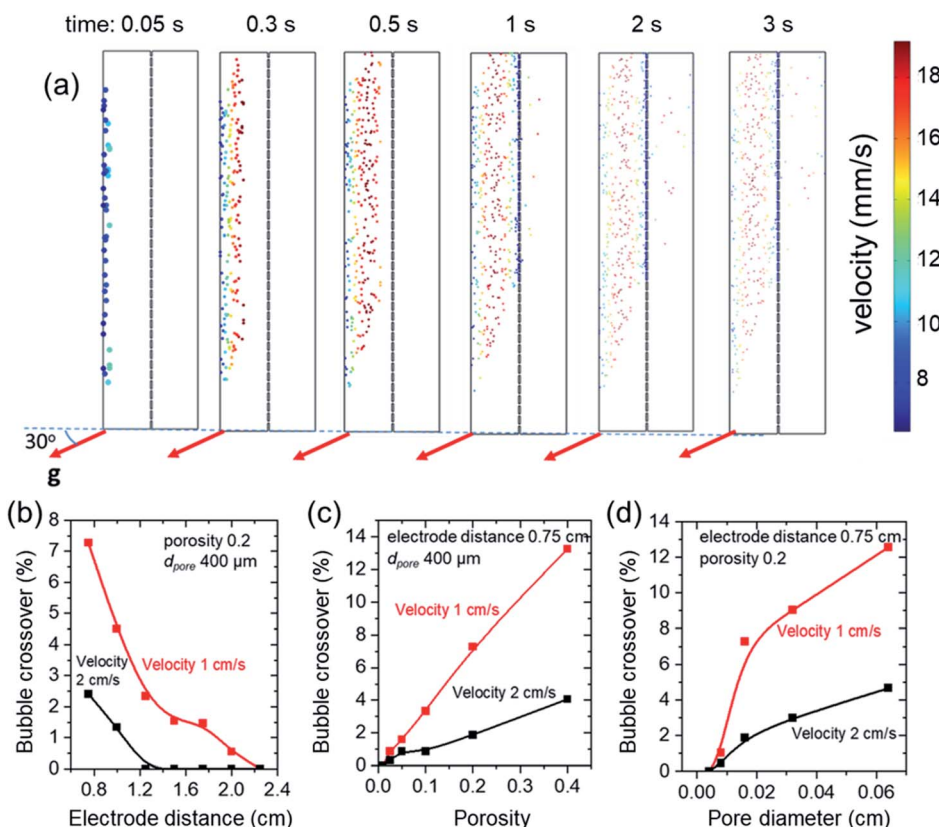 time: 0.05 s 0.3 s 0.5 s 1 s 2 s 3 s
(a)
18
16
14
12
10
8
velocity (mm/s)
30°
g
(b)
8
7
6
5
4
3
2
1
0
Bubble crossover (%)
porosity 0.2
dpore 400 µm
Velocity 1 cm/s
Velocity
2 cm/s
0.8 1.2 1.6 2.0 2.4
Electrode distance (cm)
(c)
14
12
10
8
6
4
2
0
Bubble crossover (%)
electrode distance 0.75 cm
dpore 400 µm
Velocity 1 cm/s
Velocity 2 cm/s
0.0 0.1 0.2 0.3 0.4
Porosity
(d)
14
12
10
8
6
4
2
0
Bubble crossover (%)
electrode distance 0.75 cm
porosity 0.2
Velocity 1 cm/s
Velocity 2 cm/s
0.00 0.02 0.04 0.06
Pore diameter (cm)